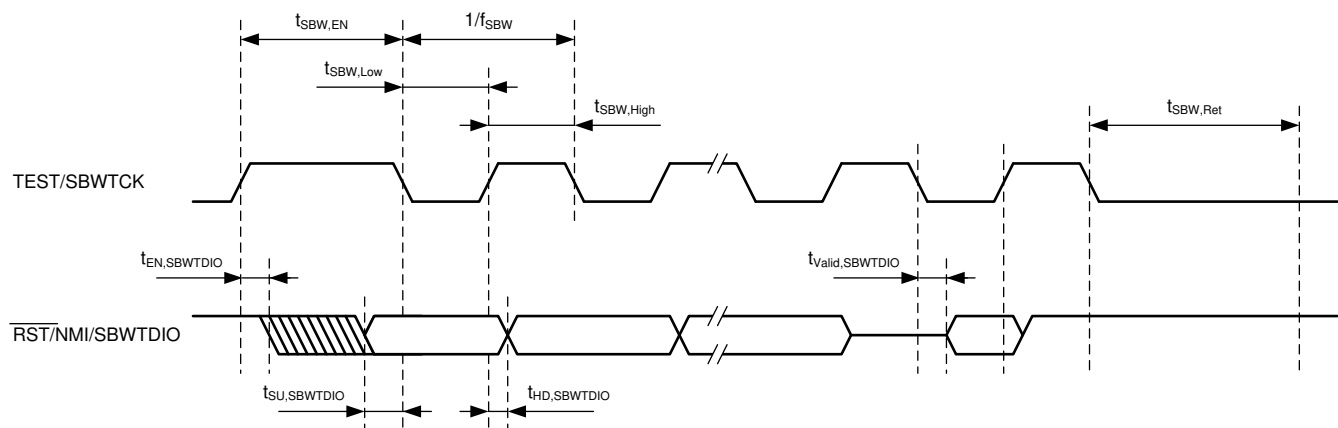 tSBW,EN
1/fSBW
tSBW,Low
tSBW,High
tSBW,Ret
TEST/SBWTCK
tEN,SBWTDIO
tValid,SBWTDIO
RST/NMI/SBWTDIO
tSU,SBWTDIO
tHD,SBWTDIO